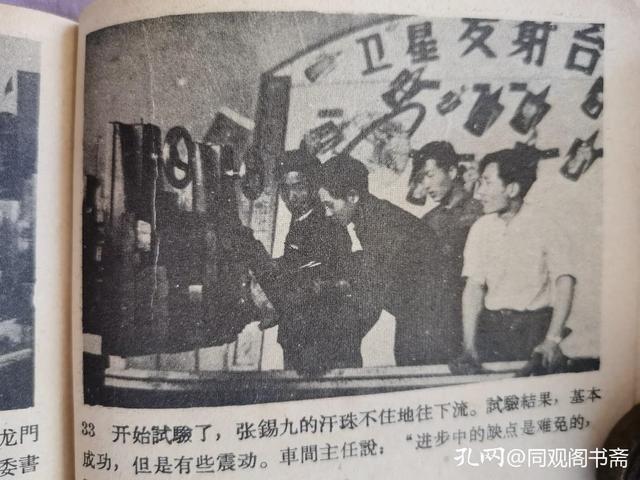 卫星发射台
龙門
委書
33 开始試驗了，张錫九的汗珠不住地往下流。試驗結果，基本
成功，但是有些震动。車間主任說：“进步中的缺点是难免的，
孔网@同观阁书斋